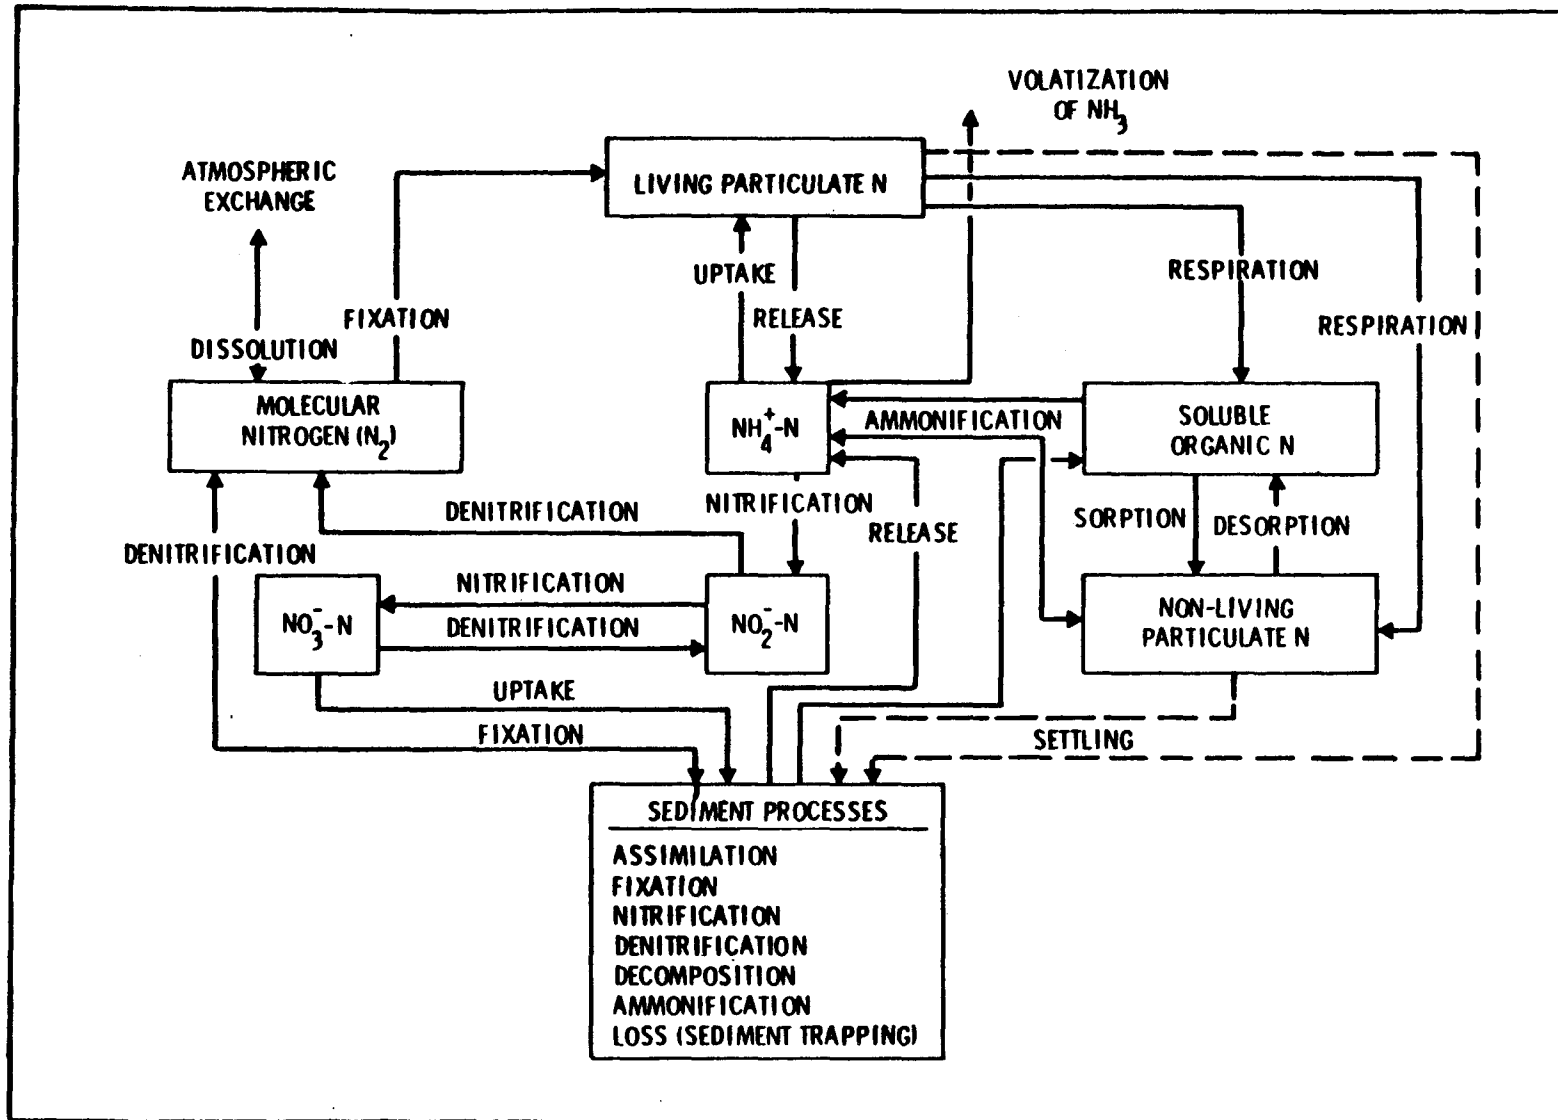 VOLATIZATION
OF NH₃
ATMOSPHERIC
EXCHANGE
LIVING PARTICULATE N
UPTAKE
RESPIRATION
FIXATION
RELEASE
RESPIRATION
DISSOLUTION
MOLECULAR
NITROGEN (N₂)
NH₄⁺-N
AMMONIFICATION
SOLUBLE
ORGANIC N
DENITRIFICATION
NITRIFICATION
RELEASE
SORPTION
DESORPTION
DENITRIFICATION
NITRIFICATION
NO₃⁻-N
DENITRIFICATION
NO₂⁻-N
NON-LIVING
PARTICULATE N
UPTAKE
FIXATION
SETTLING
SEDIMENT PROCESSES
ASSIMILATION
FIXATION
NITRIFICATION
DENITRIFICATION
DECOMPOSITION
AMMONIFICATION
LOSS (SEDIMENT TRAPPING)